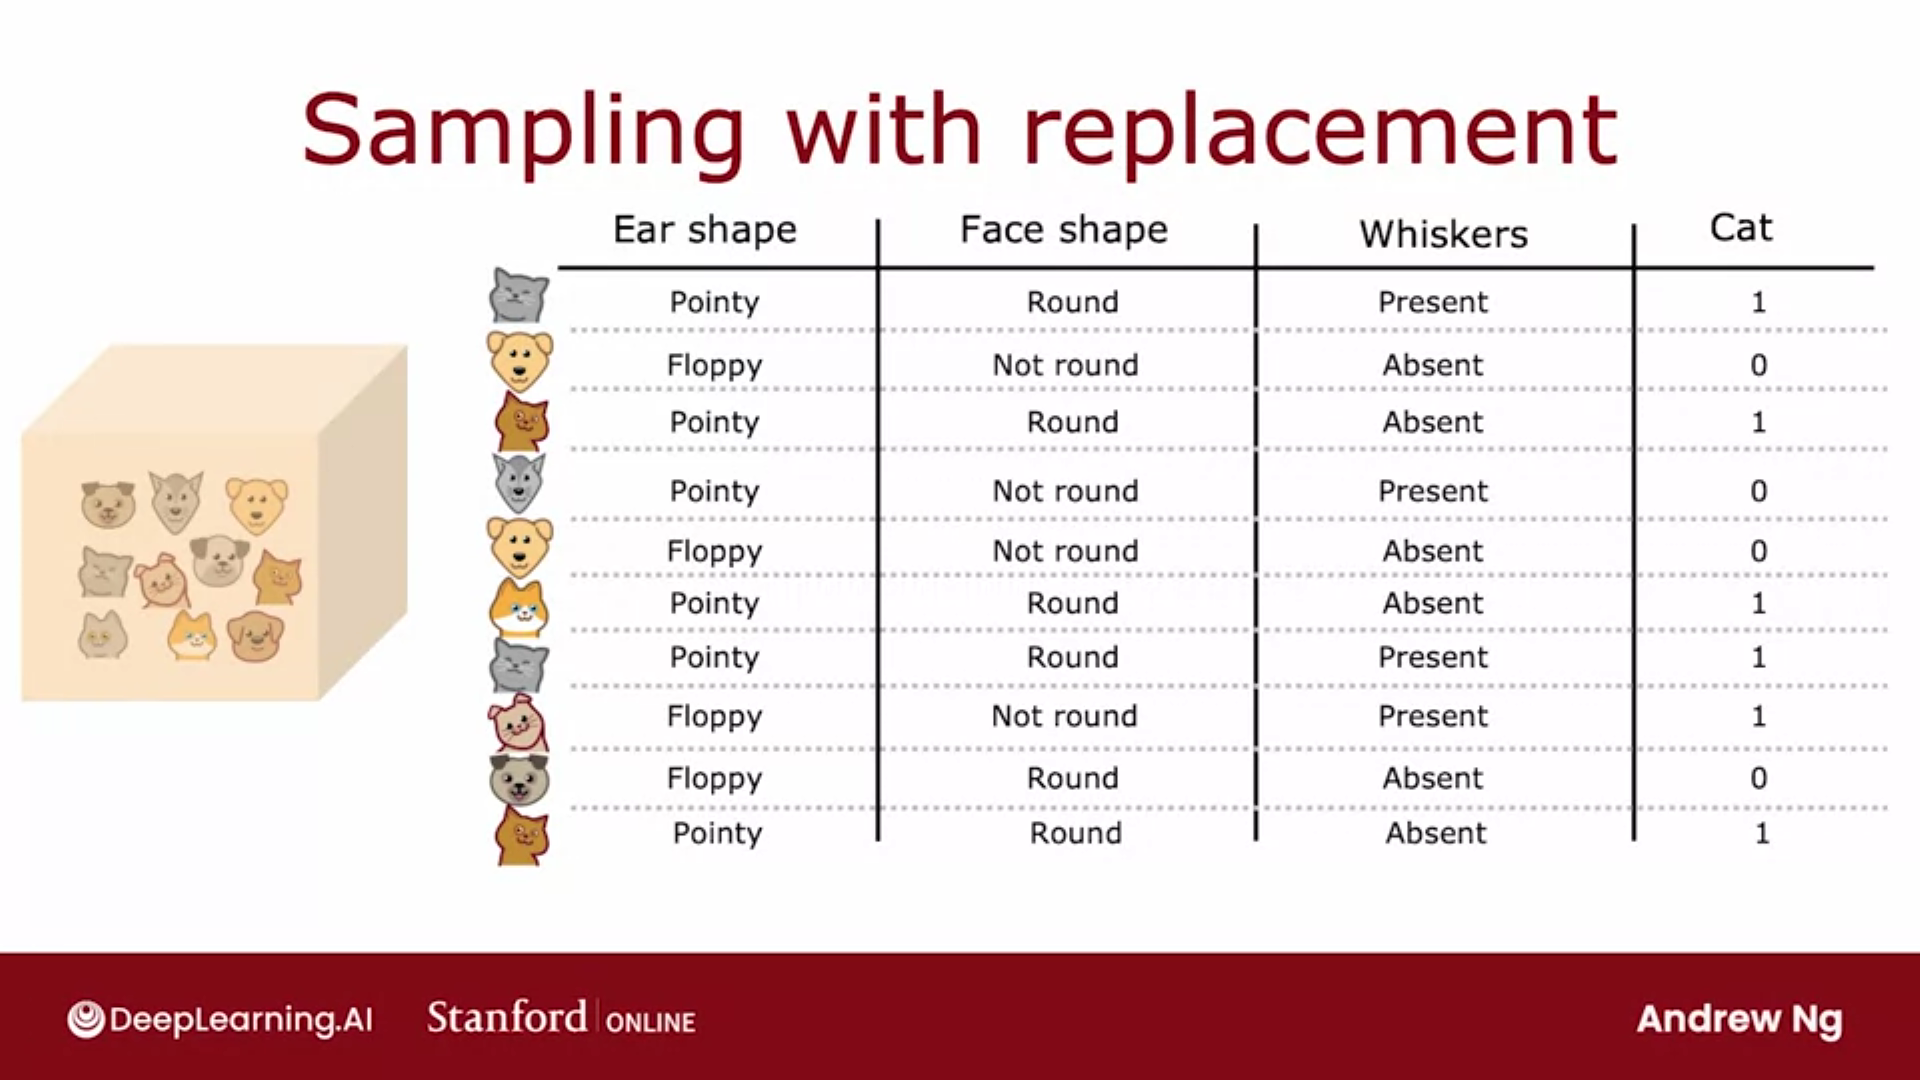 Sampling with replacement
Ear shape Face shape Whiskers Cat
Pointy Round Present 1
Floppy Not round Absent 0
Pointy Round Absent 1
Pointy Not round Present 0
Floppy Not round Absent 0
Pointy Round Absent 1
Pointy Round Present 1
Floppy Not round Present 1
Floppy Round Absent 0
Pointy Round Absent 1
DeepLearning.AI Stanford ONLINE Andrew Ng